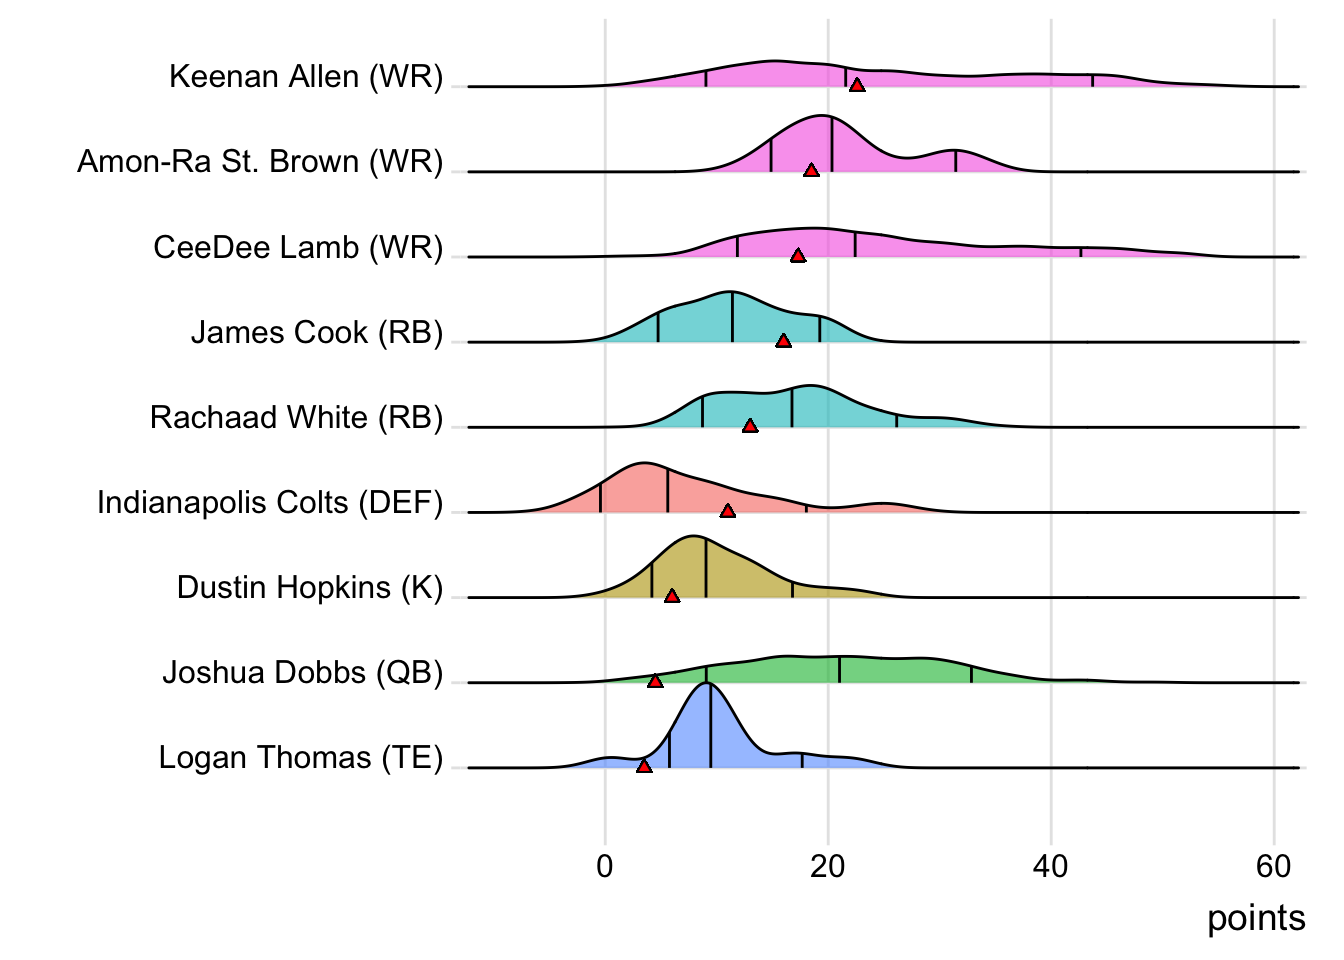 Keenan Allen (WR)
Amon-Ra St. Brown (WR)
CeeDee Lamb (WR)
James Cook (RB)
Rachaad White (RB)
Indianapolis Colts (DEF)
Dustin Hopkins (K)
Joshua Dobbs (QB)
Logan Thomas (TE)
0 20 40 60
points